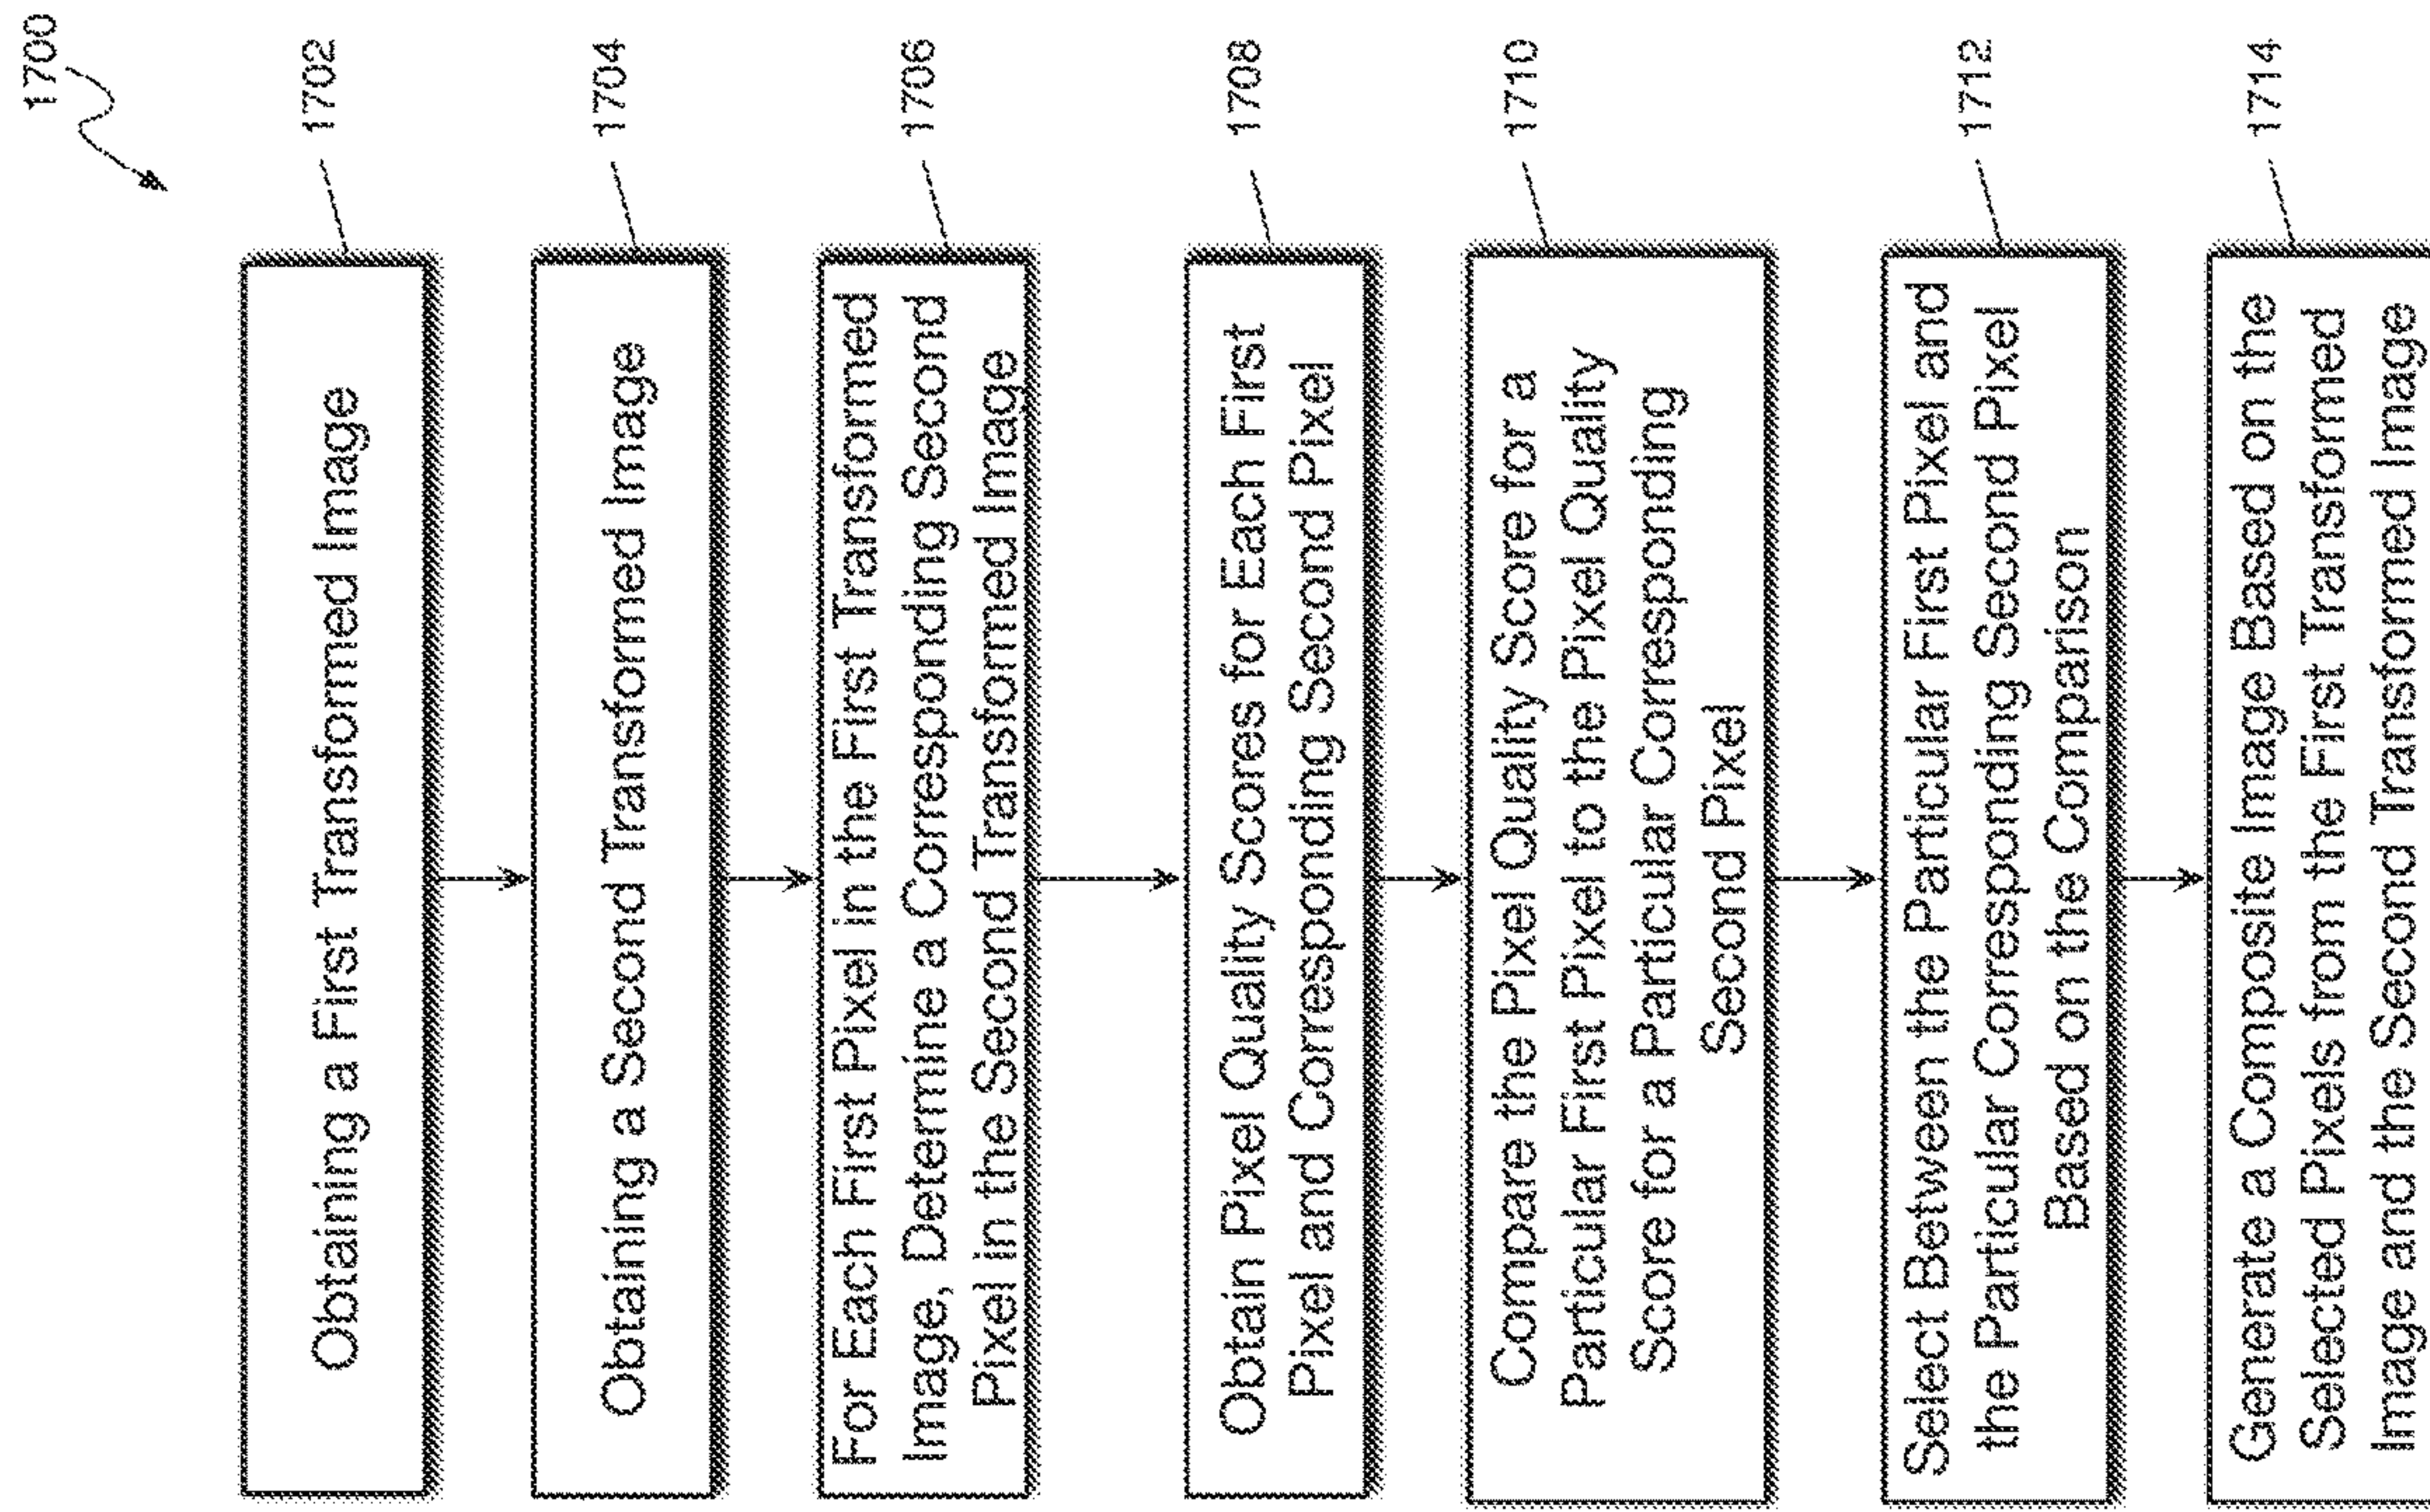 1700
Obtaining a First Transformed Image
1702
Obtaining a Second Transformed Image
1704
For Each First Pixel in the First Transformed
Image, Determine a Corresponding Second
Pixel in the Second Transformed Image
1706
Obtain Pixel Quality Scores for Each First
Pixel and Corresponding Second Pixel
1708
Compare the Pixel Quality Score for a
Particular First Pixel to the Pixel Quality
Score for a Particular Corresponding
Second Pixel
1710
Select Between the Particular First Pixel and
the Particular Corresponding Second Pixel
Based on the Comparison
1712
Generate a Composite Image Based on the
Selected Pixels from the First Transformed
Image and the Second Transformed Image
1714